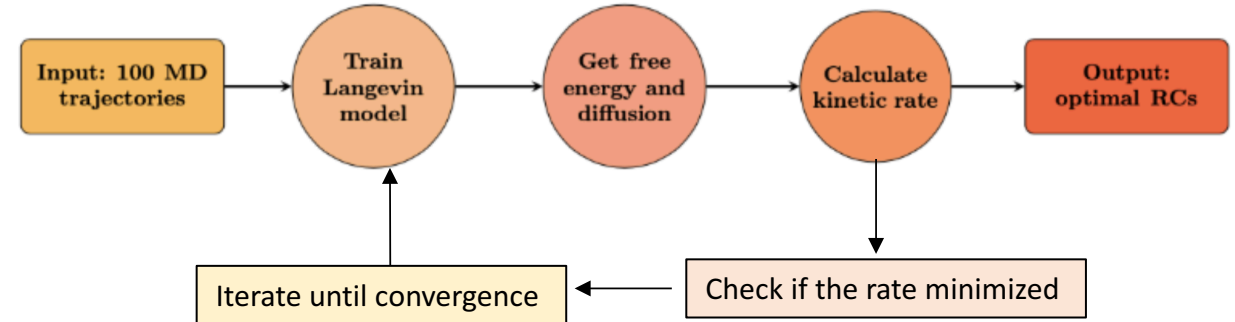 Input: 100 MD
trajectories
Train
Langevin
model
Get free
energy and
diffusion
Calculate
kinetic rate
Output:
optimal RCs
Iterate until convergence
Check if the rate minimized